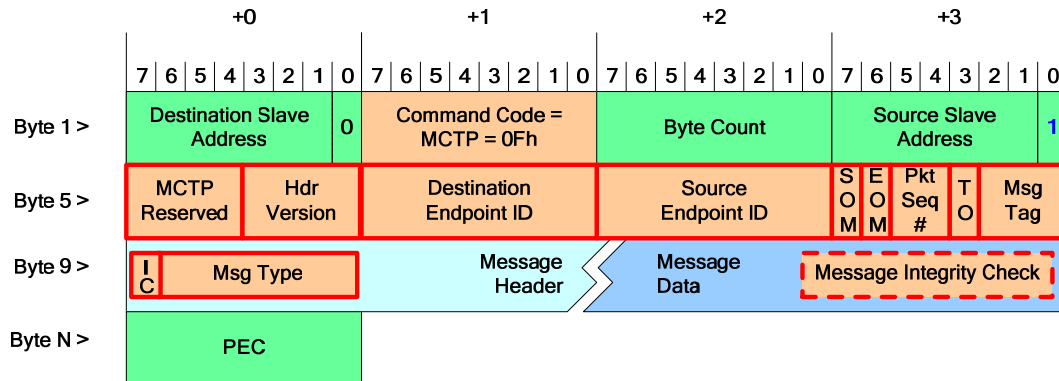 +0 +1 +2 +3
7 6 5 4 3 2 1 0 7 6 5 4 3 2 1 0 7 6 5 4 3 2 1 0 7 6 5 4 3 2 1 0
Byte 1 >
Destination Slave
Address
0
Command Code =
MCTP = 0Fh
Byte Count
Source Slave
Address
1
Byte 5 >
MCTP
Reserved
Hdr
Version
Destination
Endpoint ID
Source
Endpoint ID
S
O
M
E
O
M
Pkt
Seq
#
T
O
Msg
Tag
Byte 9 >
I
C
Msg Type
Message
Header
Message
Data
Message Integrity Check
Byte N >
PEC